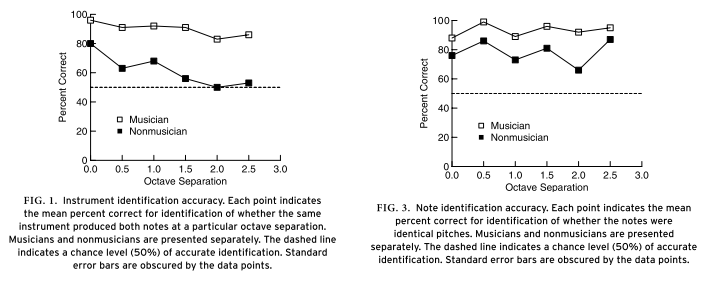 100
80
60
40
20
0
Percent Correct
Musician
Nonmusician
0.0 0.5 1.0 1.5 2.0 2.5 3.0
Octave Separation
FIG. 1. Instrument identification accuracy. Each point indicates
the mean percent correct for identification of whether the same
instrument produced both notes at a particular octave separation.
Musicians and nonmusicians are presented separately. The dashed line
indicates a chance level (50%) of accurate identification. Standard
error bars are obscured by the data points.
100
80
60
40
20
0
Percent Correct
Musician
Nonmusician
0.0 0.5 1.0 1.5 2.0 2.5 3.0
Octave Separation
FIG. 3. Note identification accuracy. Each point indicates the mean
percent correct for identification of whether the notes were
identical pitches. Musicians and nonmusicians are presented
separately. The dashed line indicates a chance level (50%) of accurate
identification. Standard error bars are obscured by the data points.